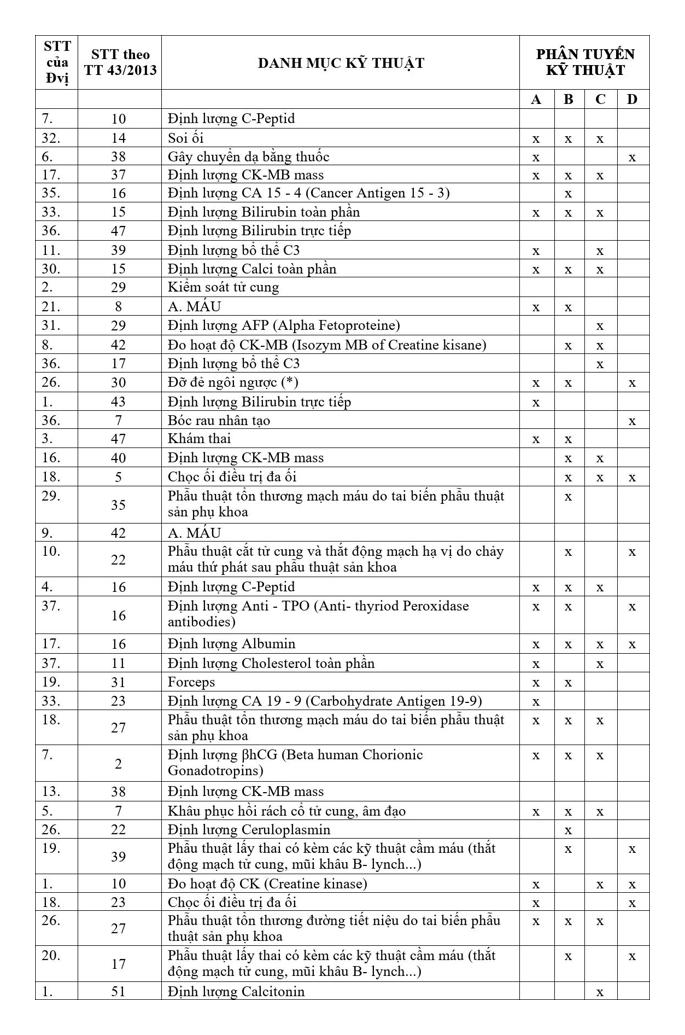 STT của Đvị | STT theo TT 43/2013 | DANH MỤC KỸ THUẬT | PHÂN TUYẾN KỸ THUẬT
| | | A | B | C | D
7. | 10 | Định lượng C-Peptid | | | |
32. | 14 | Soi ối | x | x | x |
6. | 38 | Gây chuyển dạ bằng thuốc | x | | | x
17. | 37 | Định lượng CK-MB mass | x | x | x |
35. | 16 | Định lượng CA 15 - 4 (Cancer Antigen 15 - 3) | | x | |
33. | 15 | Định lượng Bilirubin toàn phần | x | x | x |
36. | 47 | Định lượng Bilirubin trực tiếp | | | |
11. | 39 | Định lượng bổ thể C3 | x | | x |
30. | 15 | Định lượng Calci toàn phần | x | x | x |
2. | 29 | Kiểm soát tử cung | | | |
21. | 8 | A. MÁU | x | x | |
31. | 29 | Định lượng AFP (Alpha Fetoproteine) | | | x |
8. | 42 | Đo hoạt độ CK-MB (Isozym MB of Creatine kisane) | | x | x |
36. | 17 | Định lượng bổ thể C3 | | | x |
26. | 30 | Đỡ đẻ ngôi ngược (*) | x | x | | x
1. | 43 | Định lượng Bilirubin trực tiếp | x | | |
36. | 7 | Bóc rau nhân tạo | | | | x
3. | 47 | Khám thai | x | x | |
16. | 40 | Định lượng CK-MB mass | | x | x |
18. | 5 | Chọc ối điều trị đa ối | | x | x | x
29. | 35 | Phẫu thuật tổn thương mạch máu do tai biến phẫu thuật
sản phụ khoa | | x | |
9. | 42 | A. MÁU | | | |
10. | 22 | Phẫu thuật cắt tử cung và thắt động mạch hạ vị do chảy
máu thứ phát sau phẫu thuật sản khoa | | x | | x
4. | 16 | Định lượng C-Peptid | x | x | x |
37. | 16 | Định lượng Anti - TPO (Anti- thyriod Peroxidase
antibodies) | x | x | | x
17. | 16 | Định lượng Albumin | x | x | x | x
37. | 11 | Định lượng Cholesterol toàn phần | x | | x |
19. | 31 | Forceps | x | x | |
33. | 23 | Định lượng CA 19 - 9 (Carbohydrate Antigen 19-9) | x | | |
18. | 27 | Phẫu thuật tổn thương mạch máu do tai biến phẫu thuật
sản phụ khoa | x | x | x |
7. | 2 | Định lượng βhCG (Beta human Chorionic
Gonadotropins) | x | x | x |
13. | 38 | Định lượng CK-MB mass | | | |
5. | 7 | Khâu phục hồi rách cổ tử cung, âm đạo | x | x | x |
26. | 22 | Định lượng Ceruloplasmin | | x | |
19. | 39 | Phẫu thuật lấy thai có kèm các kỹ thuật cầm máu (thắt
động mạch tử cung, mũi khâu B- lynch...) | | x | | x
1. | 10 | Đo hoạt độ CK (Creatine kinase) | x | | x | x
18. | 23 | Chọc ối điều trị đa ối | x | | | x
26. | 27 | Phẫu thuật tổn thương đường tiết niệu do tai biến phẫu
thuật sản phụ khoa | x | x | x |
20. | 17 | Phẫu thuật lấy thai có kèm các kỹ thuật cầm máu (thắt
động mạch tử cung, mũi khâu B- lynch...) | | x | | x
1. | 51 | Định lượng Calcitonin | | | x |